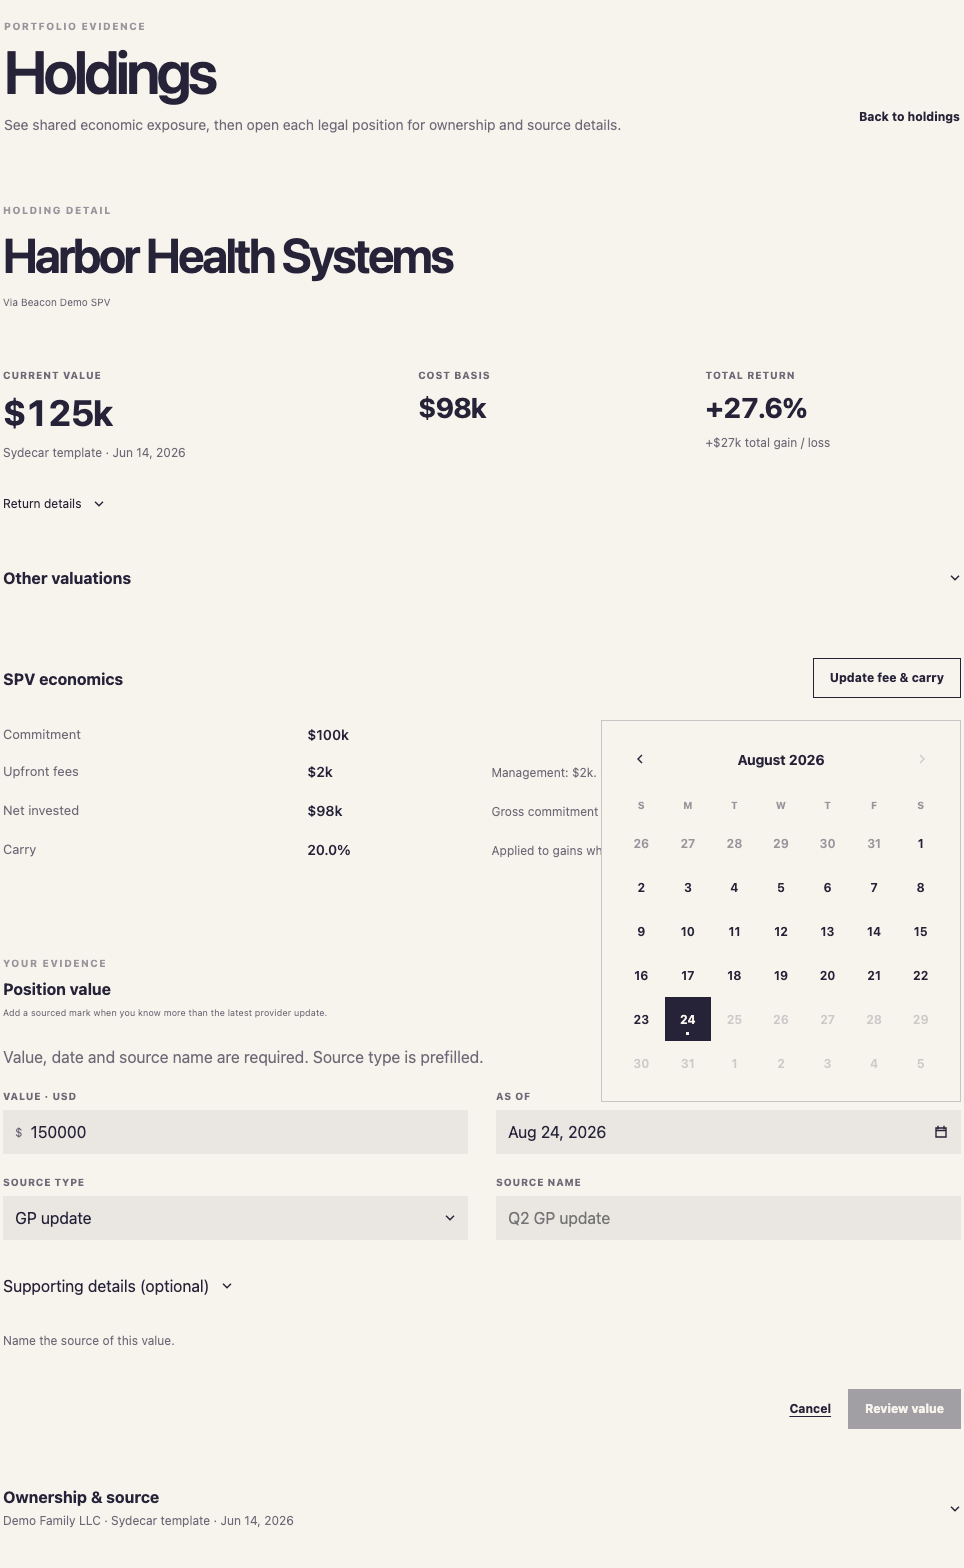 PORTFOLIO EVIDENCE
Holdings
See shared economic exposure, then open each legal position for ownership and source details.
Back to holdings
HOLDING DETAIL
Harbor Health Systems
Via Beacon Demo SPV
CURRENT VALUE
$125k
Sydecar template · Jun 14, 2026
COST BASIS
$98k
TOTAL RETURN
+27.6%
+$27k total gain / loss
Return details
Other valuations
SPV economics
Update fee & carry
Commitment $100k
Upfront fees $2k Management: $2k.
Net invested $98k Gross commitment
Carry 20.0% Applied to gains wh
August 2026
S M T W T F S
26 27 28 29 30 31 1
2 3 4 5 6 7 8
9 10 11 12 13 14 15
16 17 18 19 20 21 22
23 24 25 26 27 28 29
30 31 1 2 3 4 5
YOUR EVIDENCE
Position value
Add a sourced mark when you know more than the latest provider update.
Value, date and source name are required. Source type is prefilled.
VALUE · USD
$ 150000
AS OF
Aug 24, 2026
SOURCE TYPE
GP update
SOURCE NAME
Q2 GP update
Supporting details (optional)
Name the source of this value.
Cancel
Review value
Ownership & source
Demo Family LLC · Sydecar template · Jun 14, 2026